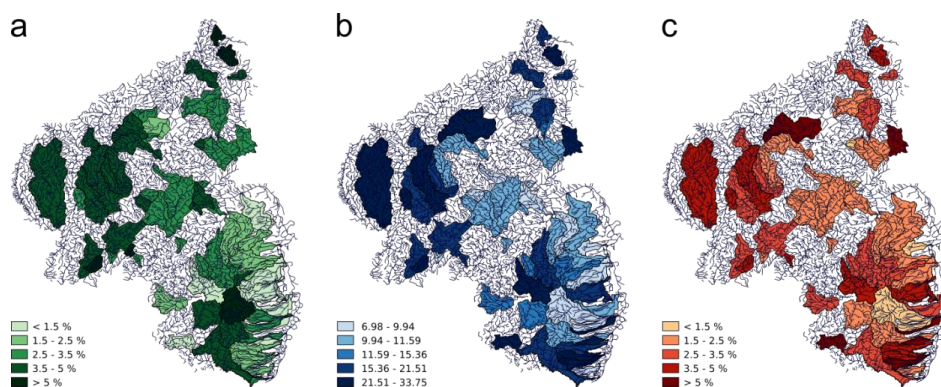 a
b
c
< 1.5 %
1.5 - 2.5 %
2.5 - 3.5 %
3.5 - 5 %
> 5 %
6.98 - 9.94
9.94 - 11.59
11.59 - 15.36
15.36 - 21.51
21.51 - 33.75
< 1.5 %
1.5 - 2.5 %
2.5 - 3.5 %
3.5 - 5 %
> 5 %